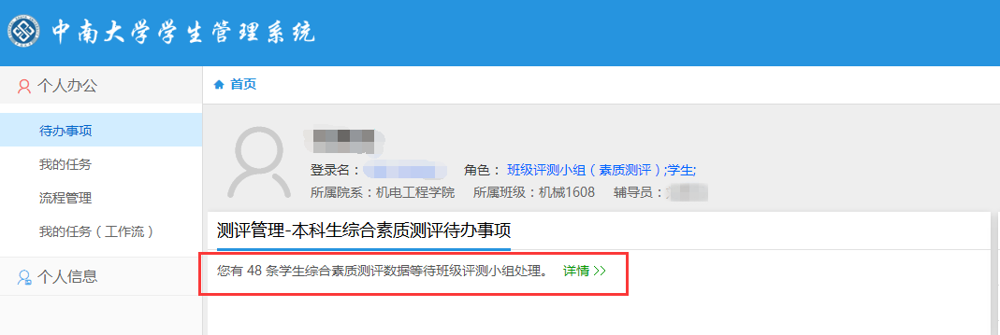 中南大学学生管理系统
个人办公
首页
待办事项
我的任务
流程管理
我的任务（工作流）
个人信息
登录名：
角色： 班级评测小组（素质测评）;学生;
所属院系：机电工程学院 所属班级：机械1608 辅导员：
测评管理-本科生综合素质测评待办事项
您有 48 条学生综合素质测评数据等待班级评测小组处理。 详情 >>